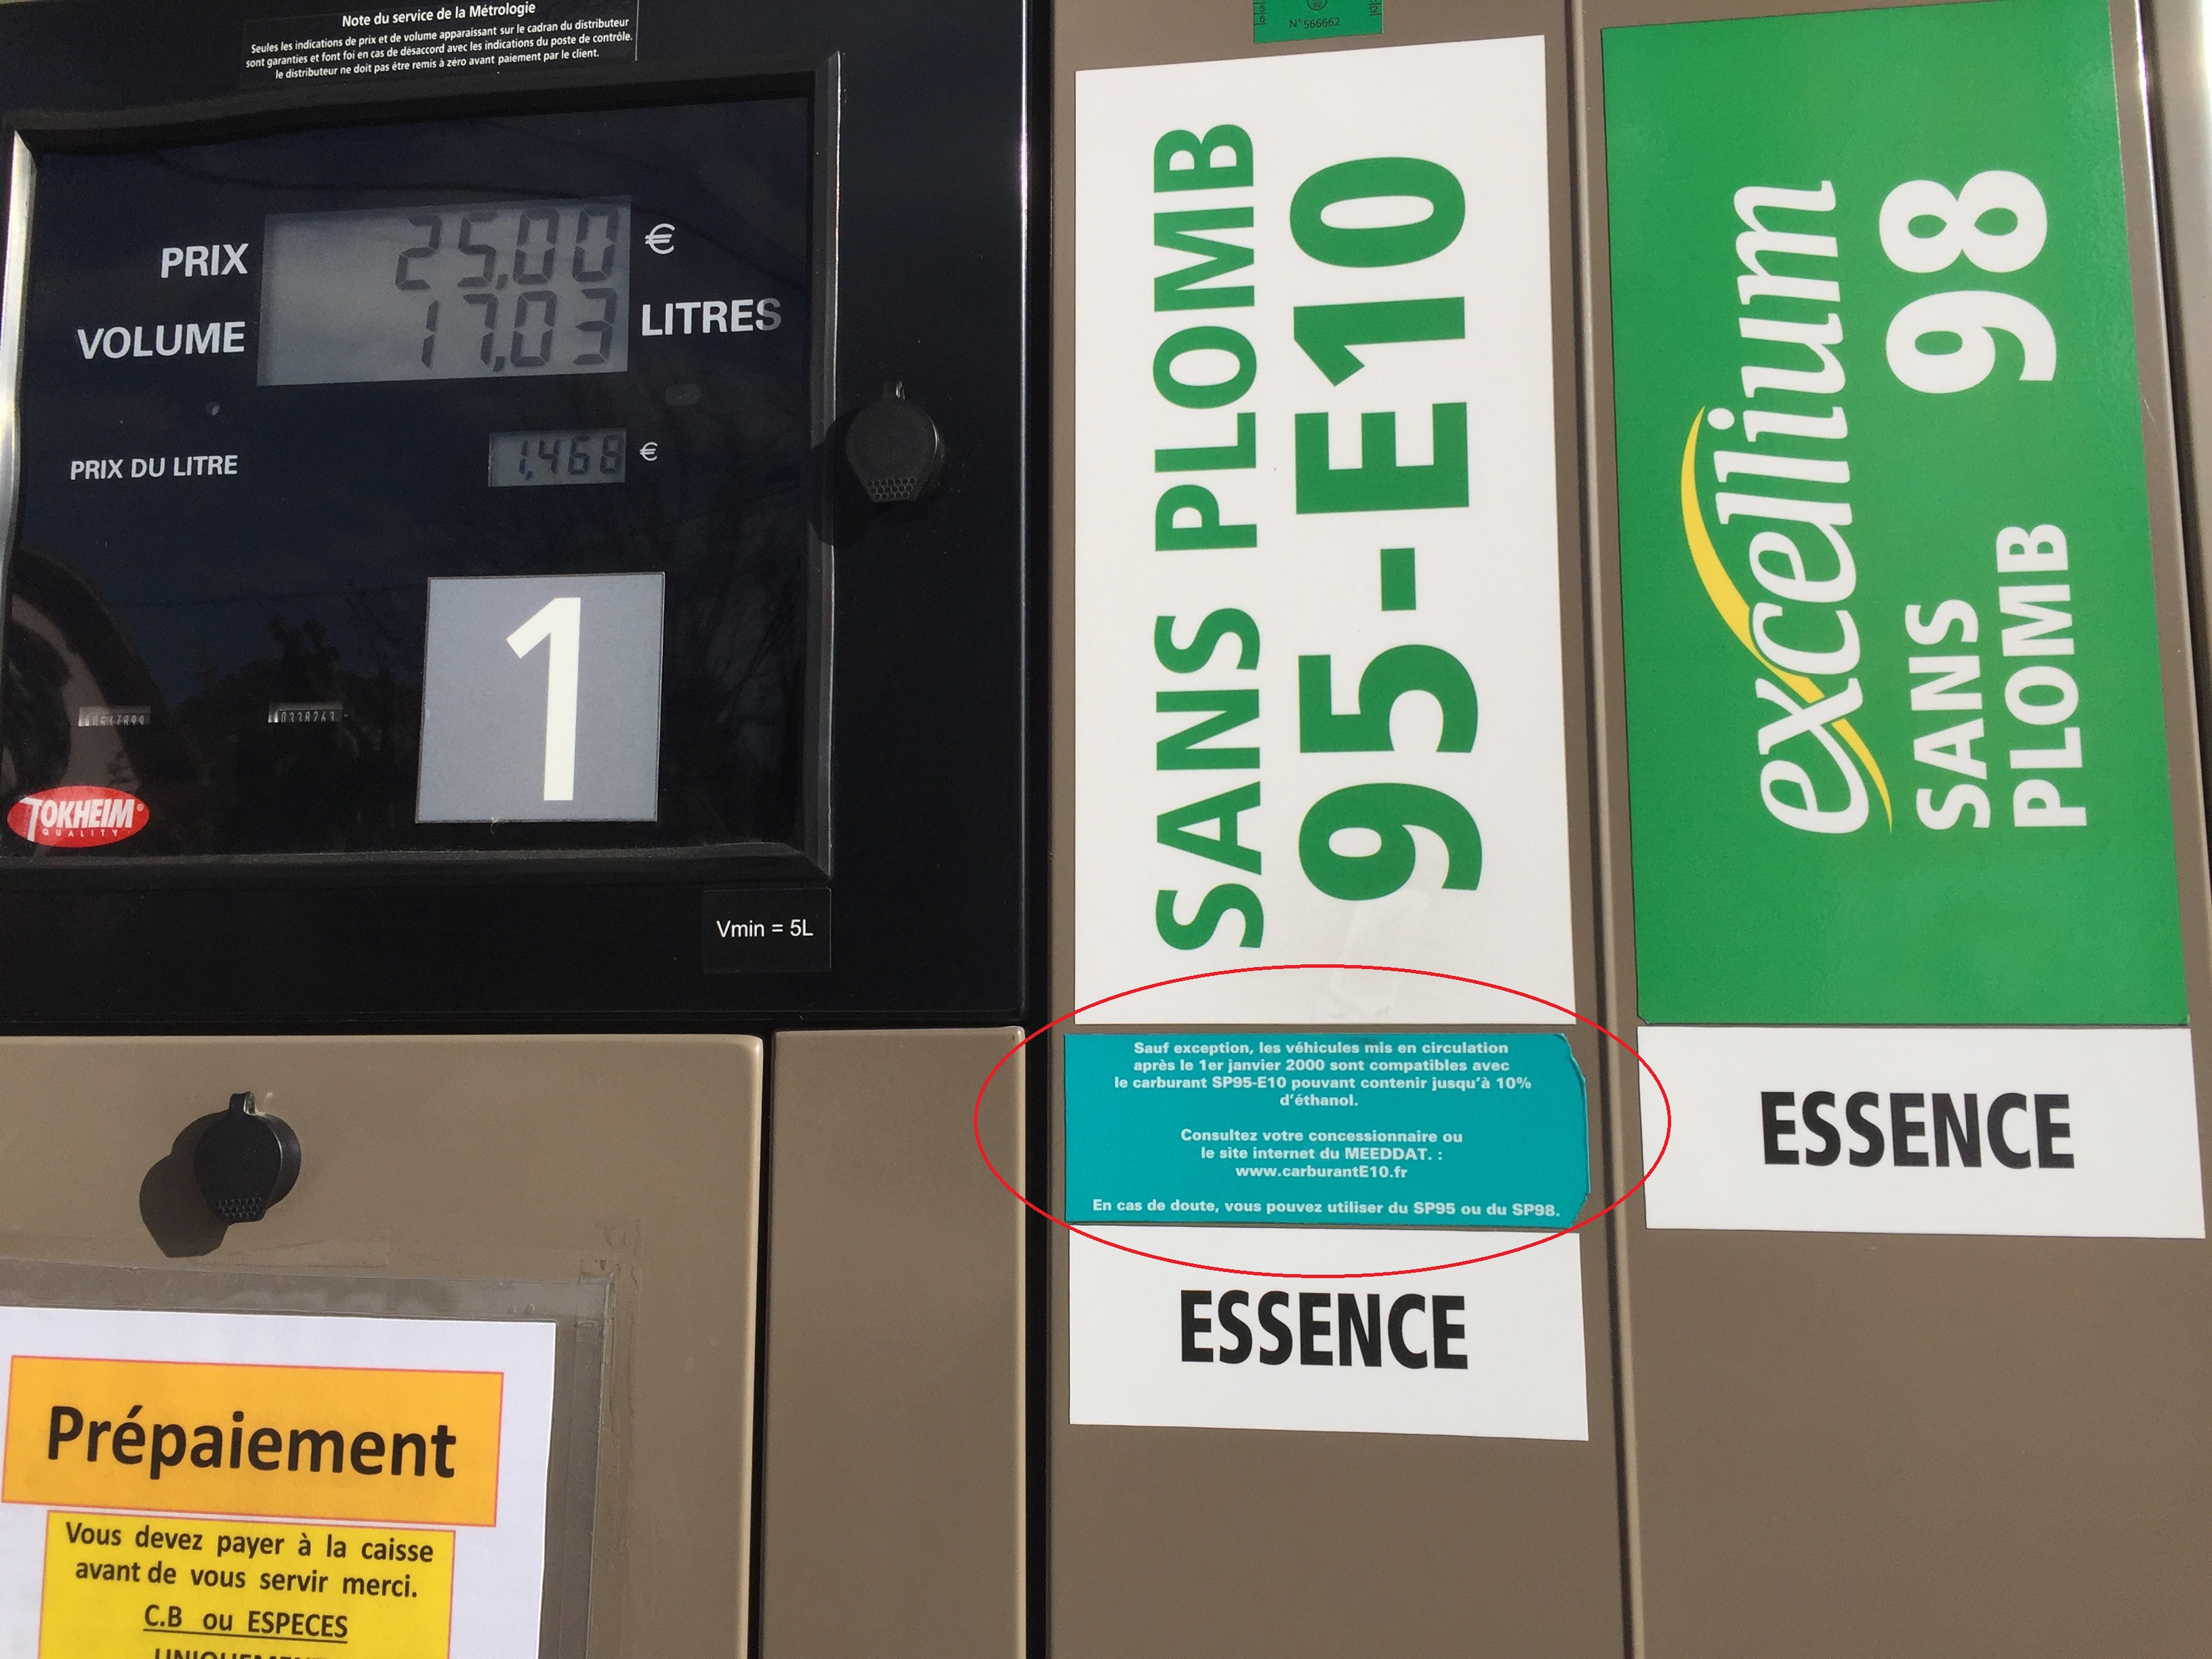 Note du service de la Métrologie
Seules les indications de prix et de volume apparaissant sur le cadran du distributeur
sont garanties et font foi en cas de désaccord avec les indications du poste de contrôle.
le distributeur ne doit pas être remis à zéro avant paiement par le client.
PRIX 25,00 €
VOLUME 17,03 LITRES
PRIX DU LITRE 1,468 €
1
TOKHEIM
QUALITY
Vmin = 5L
Prépaiement
Vous devez payer à la caisse
avant de vous servir merci.
C.B ou ESPECES
UNIQUEMENT
N° 566662
SANS PLOMB
95-E10
Sauf exception, les véhicules mis en circulation
après le 1er janvier 2000 sont compatibles avec
le carburant SP95-E10 pouvant contenir jusqu'à 10%
d'éthanol.
Consultez votre concessionnaire ou
le site internet du MEEDDAT. :
www.carburantE10.fr
En cas de doute, vous pouvez utiliser du SP95 ou du SP98.
ESSENCE
excellium
SANS
PLOMB 98
ESSENCE